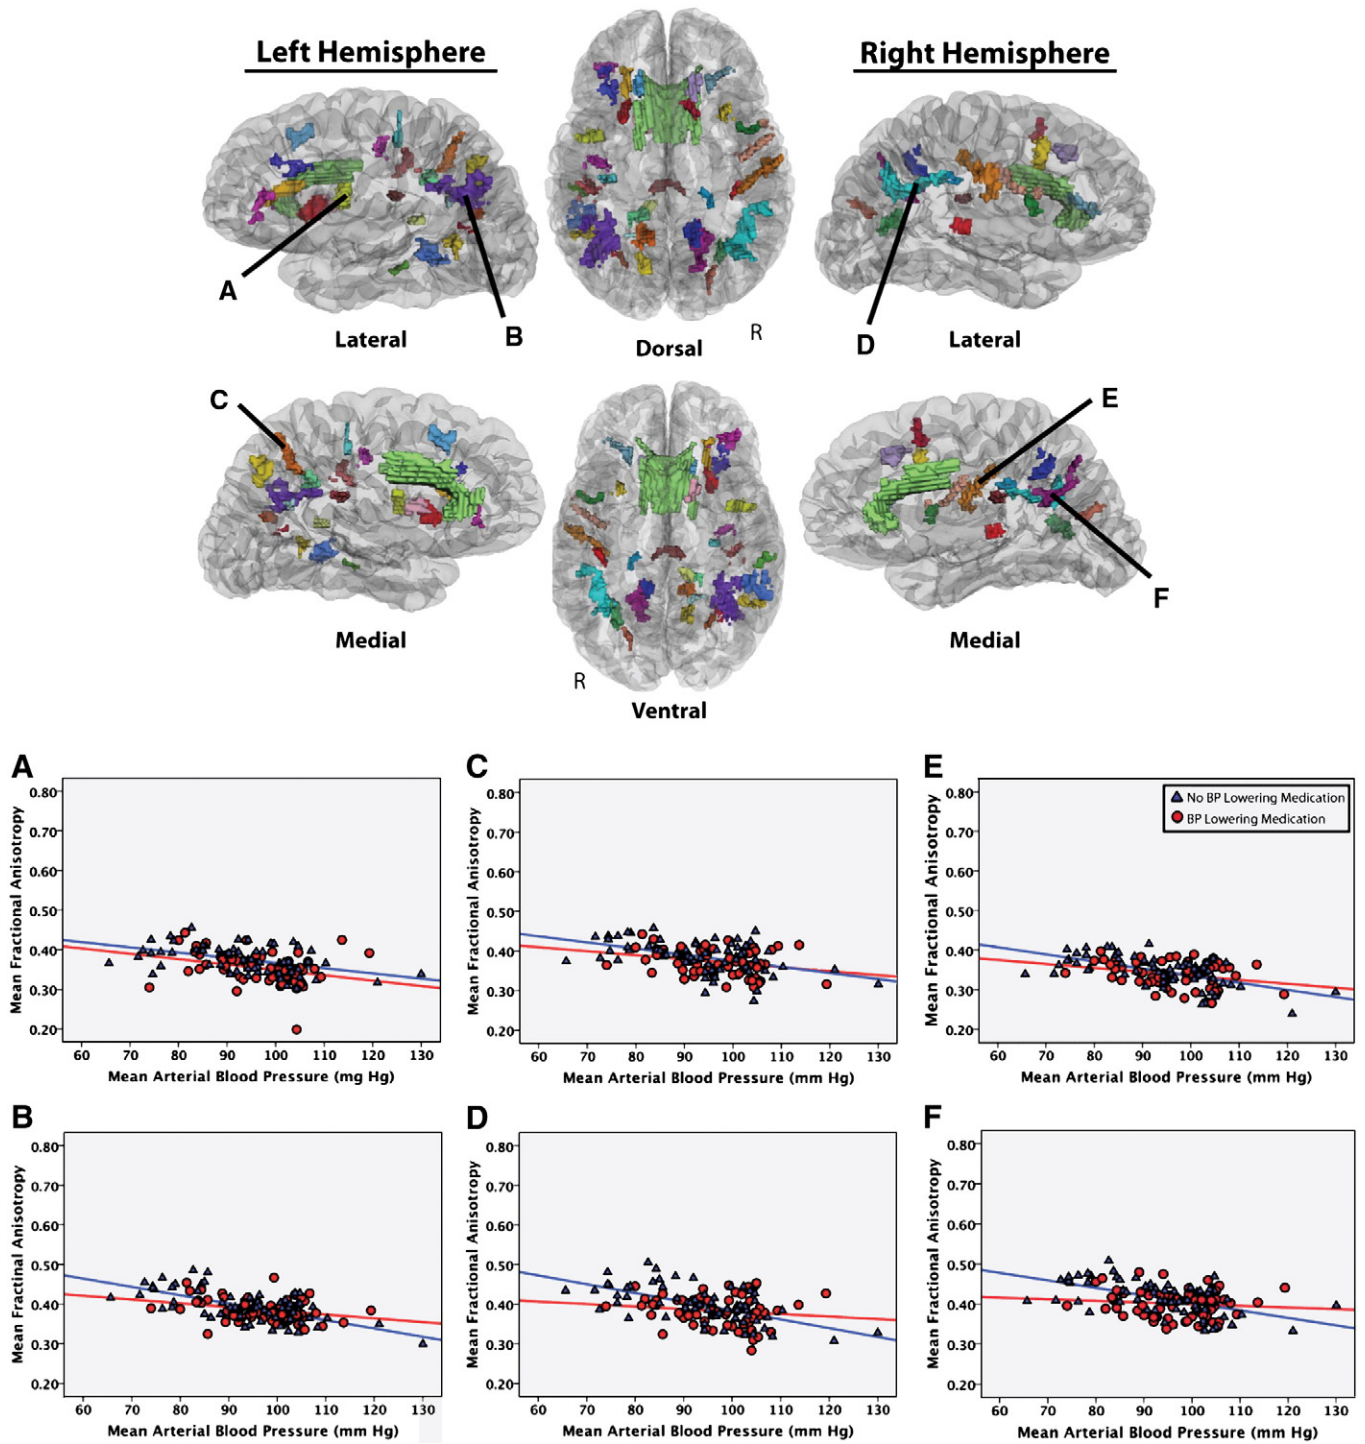 Left Hemisphere
Right Hemisphere
A
B
Lateral
R
Dorsal
D
Lateral
C
Medial
R
Ventral
E
F
Medial
A
Mean Fractional Anisotropy
0.80
0.70
0.60
0.50
0.40
0.30
0.20
60 70 80 90 100 110 120 130
Mean Arterial Blood Pressure (mg Hg)
C
Mean Fractional Anisotropy
0.80
0.70
0.60
0.50
0.40
0.30
0.20
60 70 80 90 100 110 120 130
Mean Arterial Blood Pressure (mm Hg)
E
Mean Fractional Anisotropy
0.80
0.70
0.60
0.50
0.40
0.30
0.20
No BP Lowering Medication
BP Lowering Medication
60 70 80 90 100 110 120 130
Mean Arterial Blood Pressure (mm Hg)
B
Mean Fractinal Anisotropy
0.80
0.70
0.60
0.50
0.40
0.30
0.20
60 70 80 90 100 110 120 130
Mean Arterial Blood Pressure (mm Hg)
D
Mean Fractional Anisotropy
0.80
0.70
0.60
0.50
0.40
0.30
0.20
60 70 80 90 100 110 120 130
Mean Arterial Blood Pressure (mm Hg)
F
Mean Fractional Anisotropy
0.80
0.70
0.60
0.50
0.40
0.30
0.20
60 70 80 90 100 110 120 130
Mean Arterial Blood Pressure (mm Hg)